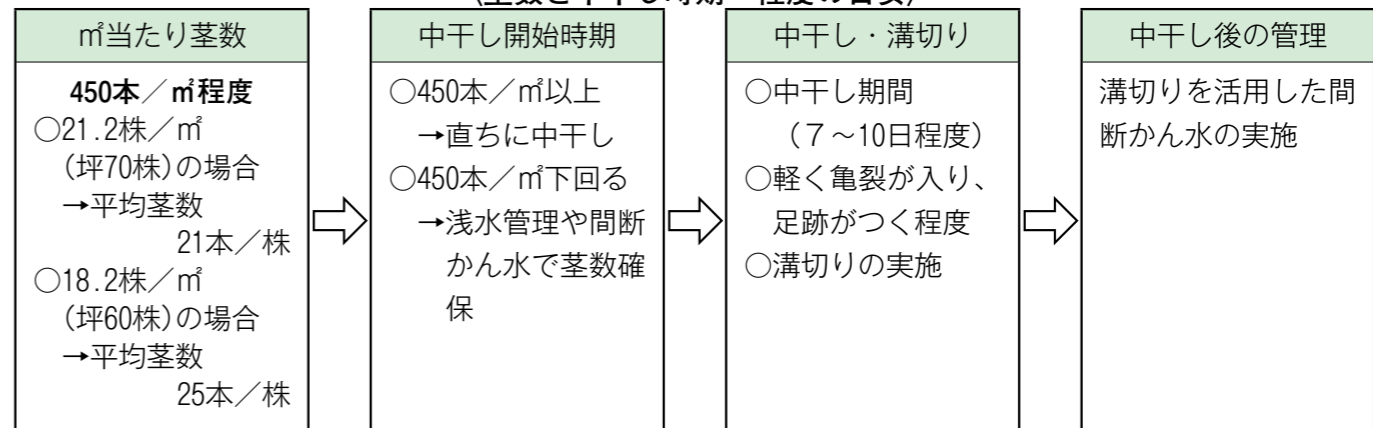 ㎡当たり茎数
450本／㎡程度
○21.2株／㎡
(坪70株)の場合
→平均茎数
21本／株
○18.2株／㎡
(坪60株)の場合
→平均茎数
25本／株
中干し開始時期
○450本／㎡以上
→直ちに中干し
○450本／㎡下回る
→浅水管理や間断
かん水で茎数確
保
中干し・溝切り
○中干し期間
（７～10日程度）
○軽く亀裂が入り、
足跡がつく程度
○溝切りの実施
中干し後の管理
溝切りを活用した間
断かん水の実施